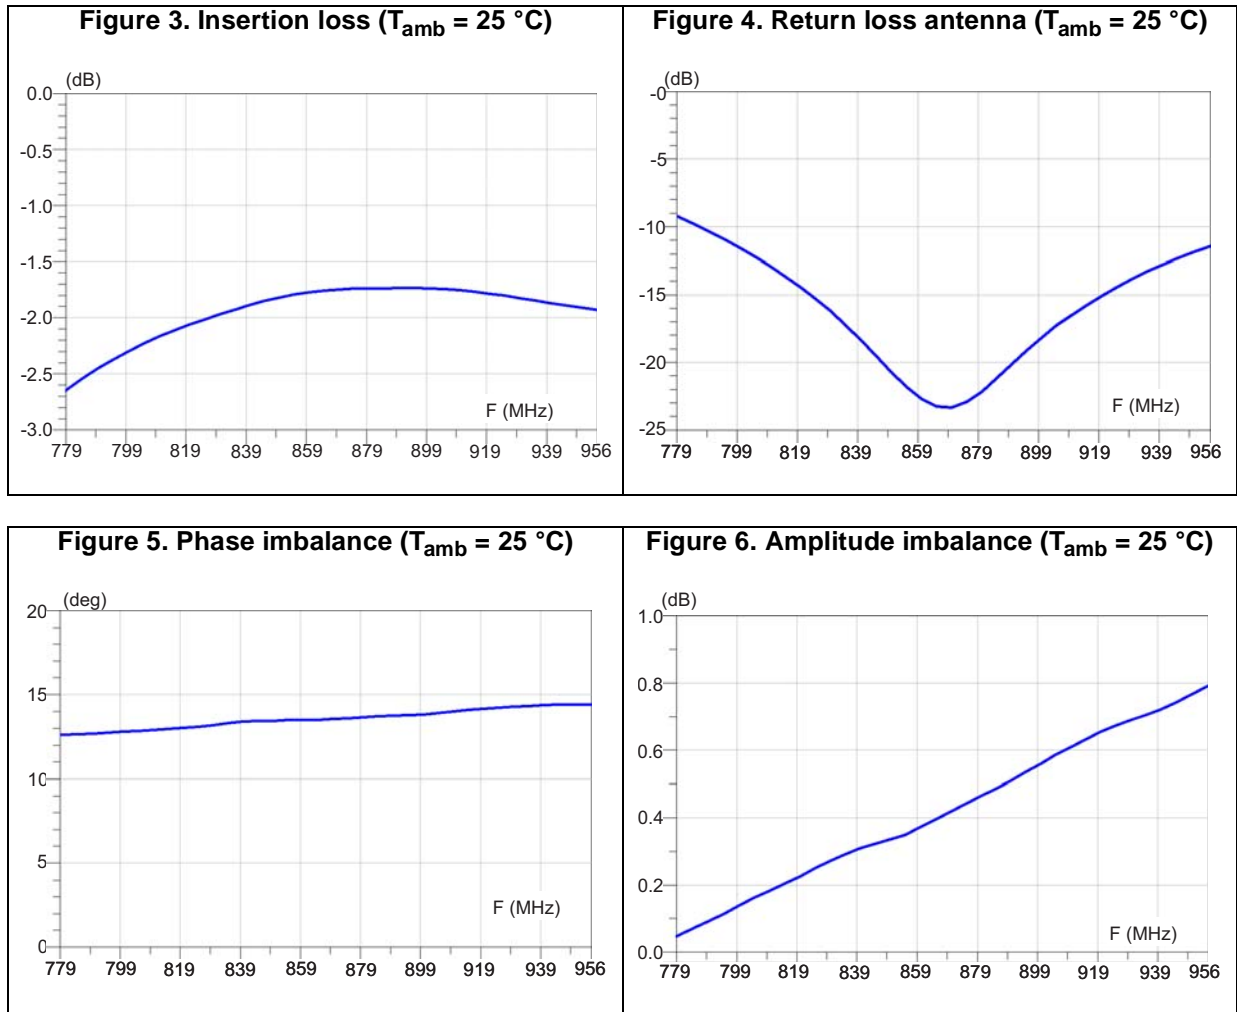 Figure 3. Insertion loss (Tamb = 25 °C)
(dB)
0.0
-0.5
-1.0
-1.5
-2.0
-2.5
-3.0
F (MHz)
779 799 819 839 859 879 899 919 939 956
Figure 4. Return loss antenna (Tamb = 25 °C)
(dB)
-0
-5
-10
-15
-20
-25
F (MHz)
779 799 819 839 859 879 899 919 939 956
Figure 5. Phase imbalance (Tamb = 25 °C)
(deg)
20
15
10
5
0
F (MHz)
779 799 819 839 859 879 899 919 939 956
Figure 6. Amplitude imbalance (Tamb = 25 °C)
(dB)
1.0
0.8
0.6
0.4
0.2
0.0
F (MHz)
779 799 819 839 859 879 899 919 939 956